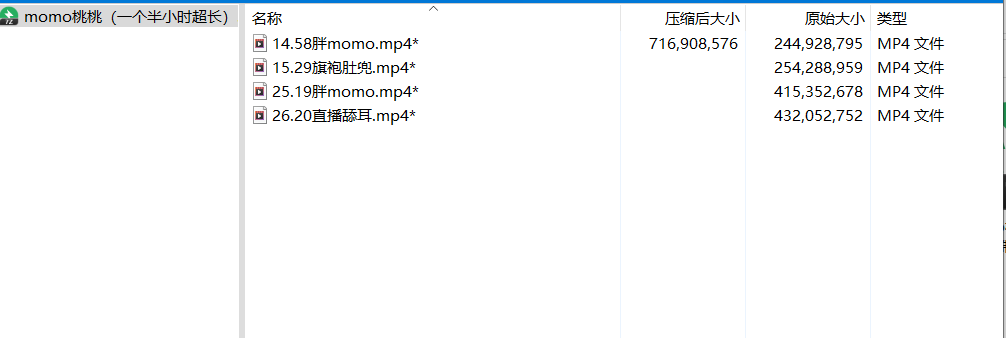 momo桃桃（一个半小时超长）
名称 压缩后大小 原始大小 类型
14.58胖momo.mp4* 716,908,576 244,928,795 MP4 文件
15.29旗袍肚兜.mp4* 254,288,959 MP4 文件
25.19胖momo.mp4* 415,352,678 MP4 文件
26.20直播舔耳.mp4* 432,052,752 MP4 文件